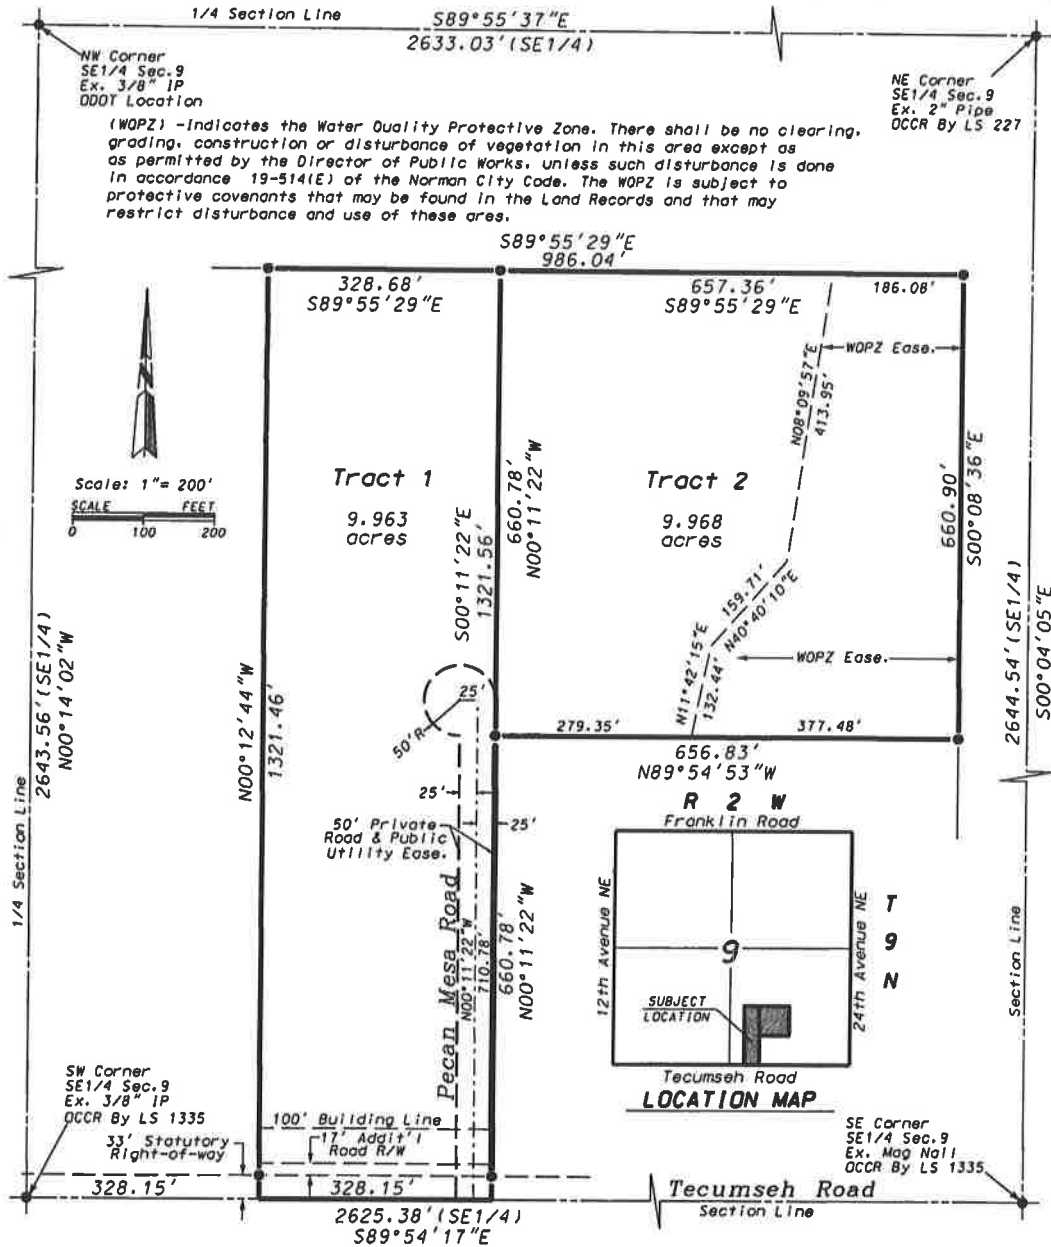 1/4 Section Line
S89°55'37"E
2633.03' (SE1/4)
NW Corner
SE1/4 Sec.9
Ex. 3/8" IP
ODOT Location
NE Corner
SE1/4 Sec.9
Ex. 2" Pipe
OCCR By LS 227
(WQPZ) -Indicates the Water Quality Protective Zone. There shall be no clearing,
grading, construction or disturbance of vegetation in this area except as
as permitted by the Director of Public Works, unless such disturbance is done
in accordance 19-514(E) of the Norman City Code. The WQPZ is subject to
protective covenants that may be found in the Land Records and that may
restrict disturbance and use of these ares.
S89°55'29"E
986.04'
328.68'
S89°55'29"E
657.36'
S89°55'29"E
186.08'
WQPZ Ease.
N08°09'57"E
413.95'
N
Scale: 1"= 200'
SCALE FEET
0 100 200
Tract 1
9.963
acres
S00°11'22"E
1321.56'
660.78'
N00°11'22"W
Tract 2
9.968
acres
660.90'
S00°08'36"E
159.71'
N40°40'10"E
N11°42'15"E
132.44'
WQPZ Ease.
2643.56' (SE1/4)
N00°14'02"W
N00°12'44"W
1321.46'
2644.54' (SE1/4)
S00°04'05"E
25'
50'R
279.35'
377.48'
656.83'
N89°54'53"W
25'
50' Private
Road & Public
Utility Ease.
25'
1/4 Section Line
Pecan Mesa Road
N00°11'22"W
710.78'
660.78'
N00°11'22"W
R 2 W
Franklin Road
12th Avenue NE
24th Avenue NE
T
9
N
9
SUBJECT
LOCATION
Tecumseh Road
LOCATION MAP
Section Line
SW Corner
SE1/4 Sec.9
Ex. 3/8" IP
OCCR By LS 1335
33' Statutory
Right-of-way
100' Building Line
17' Addit'l
Road R/W
SE Corner
SE1/4 Sec.9
Ex. Mag Nail
OCCR By LS 1335
328.15'
328.15'
Tecumseh Road
Section Line
2625.38' (SE1/4)
S89°54'17"E